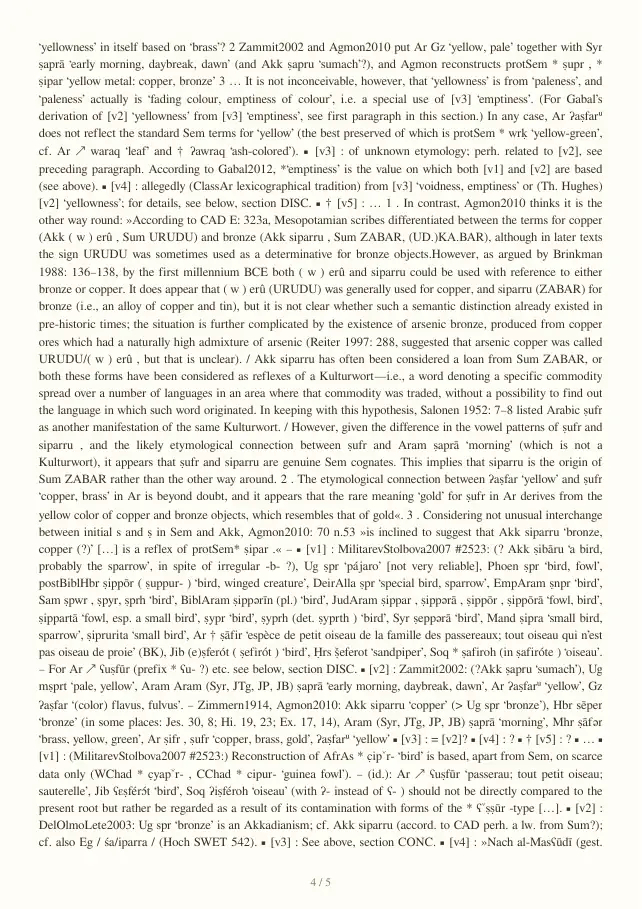 ‘yellowness’ in itself based on ‘brass’? 2 Zammit2002 and Agmon2010 put Ar Gz ‘yellow, pale’ together with Syr
ṣaprā ‘early morning, daybreak, dawn’ (and Akk ṣapru ‘sumach’?), and Agmon reconstructs protSem * ṣupr , *
ṣipar ‘yellow metal: copper, bronze’ 3 … It is not inconceivable, however, that ‘yellowness’ is from ‘paleness’, and
‘paleness’ actually is ‘fading colour, emptiness of colour’, i.e. a special use of [v3] ‘emptiness’. (For Gabal’s
derivation of [v2] ‘yellowness’ from [v3] ‘emptiness’, see first paragraph in this section.) In any case, Ar ʔaṣfarᵘ
does not reflect the standard Sem terms for ‘yellow’ (the best preserved of which is protSem * wrḳ ‘yellow-green’,
cf. Ar ↗ waraq ‘leaf’ and † ʔawraq ‘ash-colored’). ▪ [v3] : of unknown etymology; perh. related to [v2], see
preceding paragraph. According to Gabal2012, *‘emptiness’ is the value on which both [v1] and [v2] are based
(see above). ▪ [v4] : allegedly (ClassAr lexicographical tradition) from [v3] ‘voidness, emptiness’ or (Th. Hughes)
[v2] ‘yellowness’; for details, see below, section DISC. ▪ † [v5] : … 1 . In contrast, Agmon2010 thinks it is the
other way round: »According to CAD E: 323a, Mesopotamian scribes differentiated between the terms for copper
(Akk ( w ) erû , Sum URUDU) and bronze (Akk siparru , Sum ZABAR, (UD.)KA.BAR), although in later texts
the sign URUDU was sometimes used as a determinative for bronze objects.However, as argued by Brinkman
1988: 136–138, by the first millennium BCE both ( w ) erû and siparru could be used with reference to either
bronze or copper. It does appear that ( w ) erû (URUDU) was generally used for copper, and siparru (ZABAR) for
bronze (i.e., an alloy of copper and tin), but it is not clear whether such a semantic distinction already existed in
pre-historic times; the situation is further complicated by the existence of arsenic bronze, produced from copper
ores which had a naturally high admixture of arsenic (Reiter 1997: 288, suggested that arsenic copper was called
URUDU/( w ) erû , but that is unclear). / Akk siparru has often been considered a loan from Sum ZABAR, or
both these forms have been considered as reflexes of a Kulturwort—i.e., a word denoting a specific commodity
spread over a number of languages in an area where that commodity was traded, without a possibility to find out
the language in which such word originated. In keeping with this hypothesis, Salonen 1952: 7–8 listed Arabic ṣufr
as another manifestation of the same Kulturwort. / However, given the difference in the vowel patterns of ṣufr and
siparru , and the likely etymological connection between ṣufr and Aram ṣaprā ‘morning’ (which is not a
Kulturwort), it appears that ṣufr and siparru are genuine Sem cognates. This implies that siparru is the origin of
Sum ZABAR rather than the other way around. 2 . The etymological connection between ʔaṣfar ‘yellow’ and ṣufr
‘copper, brass’ in Ar is beyond doubt, and it appears that the rare meaning ‘gold’ for ṣufr in Ar derives from the
yellow color of copper and bronze objects, which resembles that of gold«. 3 . Considering not unusual interchange
between initial s and ṣ in Sem and Akk, Agmon2010: 70 n.53 »is inclined to suggest that Akk siparru ‘bronze,
copper (?)’ […] is a reflex of protSem* ṣipar .« – ▪ [v1] : MilitarevStolbova2007 #2523: (? Akk ṣibāru ‘a bird,
probably the sparrow’, in spite of irregular -b- ?), Ug ṣpr ‘pájaro’ [not very reliable], Phoen ṣpr ‘bird, fowl’,
postBiblHbr ṣippōr ( ṣuppur- ) ‘bird, winged creature’, DeirAlla ṣpr ‘special bird, sparrow’, EmpAram ṣnpr ‘bird’,
Sam ṣpwr , ṣpyr, ṣprh ‘bird’, BiblAram ṣippərīn (pl.) ‘bird’, JudAram ṣippar , ṣippərā , ṣippōr , ṣippōrā ‘fowl, bird’,
ṣippartā ‘fowl, esp. a small bird’, ṣypr ‘bird’, ṣyprh (det. ṣyprth ) ‘bird’, Syr ṣeppərā ‘bird’, Mand ṣipra ‘small bird,
sparrow’, ṣiprurita ‘small bird’, Ar † ṣāfir ‘espèce de petit oiseau de la famille des passereaux; tout oiseau qui n’est
pas oiseau de proie’ (BK), Jib (e)ṣferót ( ṣefirót ) ‘bird’, Ḥrs ṣeferot ‘sandpiper’, Soq * ṣafiroh (in ṣafiróte ) ‘oiseau’.
– For Ar ↗ ʕuṣfūr (prefix * ʕu- ?) etc. see below, section DISC. ▪ [v2] : Zammit2002: (?Akk ṣapru ‘sumach’), Ug
mṣprt ‘pale, yellow’, Aram Aram (Syr, JTg, JP, JB) ṣaprā ‘early morning, daybreak, dawn’, Ar ʔaṣfarᵘ ‘yellow’, Gz
ʔaṣfar ‘(color) flavus, fulvus’. – Zimmern1914, Agmon2010: Akk siparru ‘copper’ (> Ug spr ‘bronze’), Hbr sēper
‘bronze’ (in some places: Jes. 30, 8; Hi. 19, 23; Ex. 17, 14), Aram (Syr, JTg, JP, JB) ṣaprā ‘morning’, Mhr ṣāfər
‘brass, yellow, green’, Ar ṣifr , ṣufr ‘copper, brass, gold’, ʔaṣfarᵘ ‘yellow’ ▪ [v3] : = [v2]? ▪ [v4] : ? ▪ † [v5] : ? ▪ … ▪
[v1] : (MilitarevStolbova2007 #2523:) Reconstruction of AfrAs * c̣ip˅r- ‘bird’ is based, apart from Sem, on scarce
data only (WChad * c̣yap˅r- , CChad * cipur- ‘guinea fowl’). – (id.): Ar ↗ ʕuṣfūr ‘passerau; tout petit oiseau;
sauterelle’, Jib ʕeṣférɔ́t ‘bird’, Soq ʔiṣféroh ‘oiseau’ (with ʔ- instead of ʕ- ) should not be directly compared to the
present root but rather be regarded as a result of its contamination with forms of the * ʕ˅ṣṣūr -type […]. ▪ [v2] :
DelOlmoLete2003: Ug spr ‘bronze’ is an Akkadianism; cf. Akk siparru (accord. to CAD perh. a lw. from Sum?);
cf. also Eg / śa/iparra / (Hoch SWET 542). ▪ [v3] : See above, section CONC. ▪ [v4] : »Nach al-Masʕūdī (gest.
4 / 5